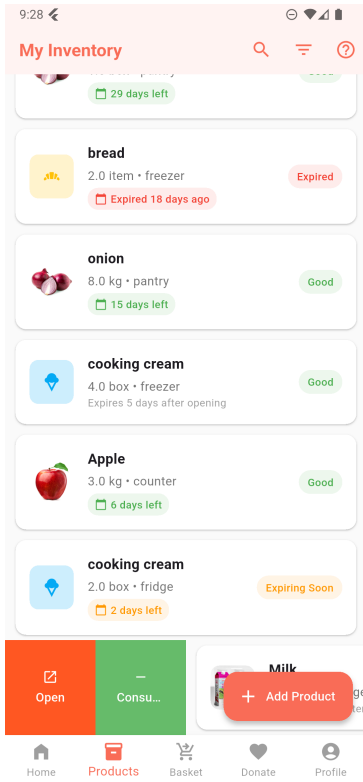 9:28
My Inventory
29 days left
bread
2.0 item • freezer
Expired
Expired 18 days ago
onion
8.0 kg • pantry
Good
15 days left
cooking cream
4.0 box • freezer
Good
Expires 5 days after opening
Apple
3.0 kg • counter
Good
6 days left
cooking cream
2.0 box • fridge
Expiring Soon
2 days left
Open
Consu...
Milk
Add Product
Home
Products
Basket
Donate
Profile